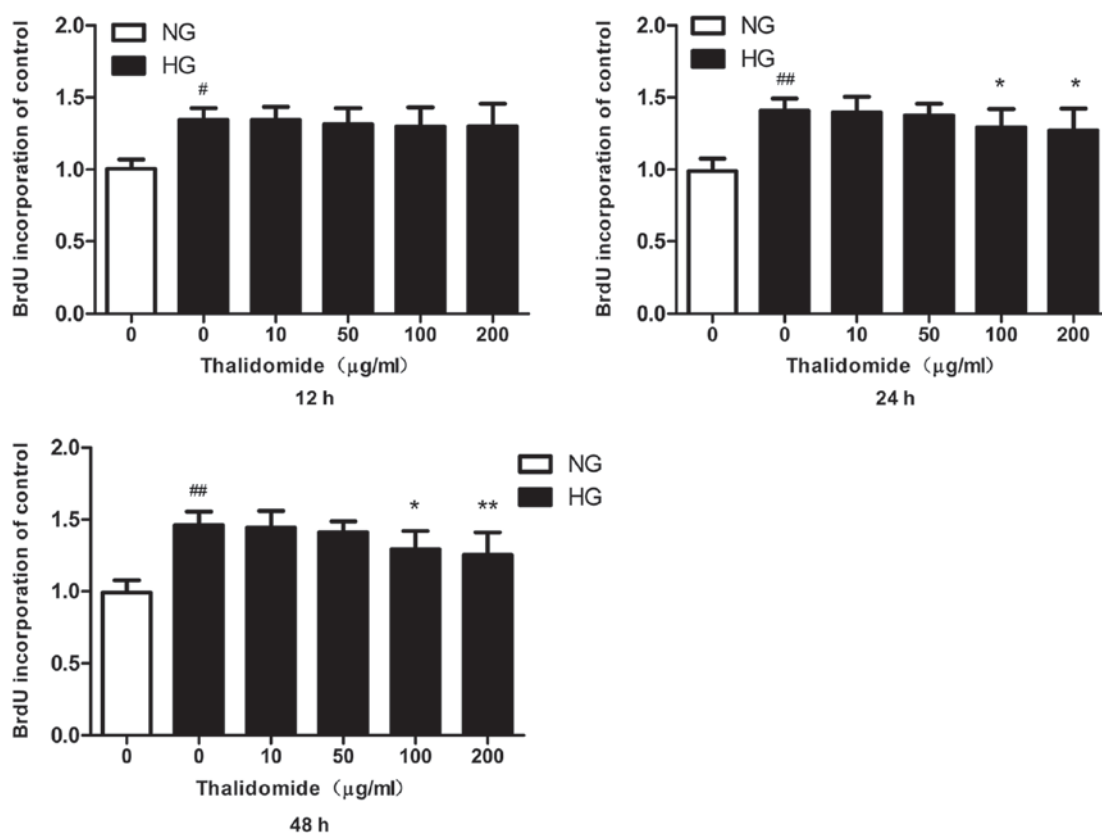 BrdU incorporation of control
2.0
1.5
1.0
0.5
0.0
NG
HG
#
0 0 10 50 100 200
Thalidomide（μg/ml）
12 h
BrdU incorporation of control
2.0
1.5
1.0
0.5
0.0
NG
HG
## * *
0 0 10 50 100 200
Thalidomide（μg/ml）
24 h
BrdU incorporation of control
2.0
1.5
1.0
0.5
0.0
NG
HG
## * **
0 0 10 50 100 200
Thalidomide（μg/ml）
48 h